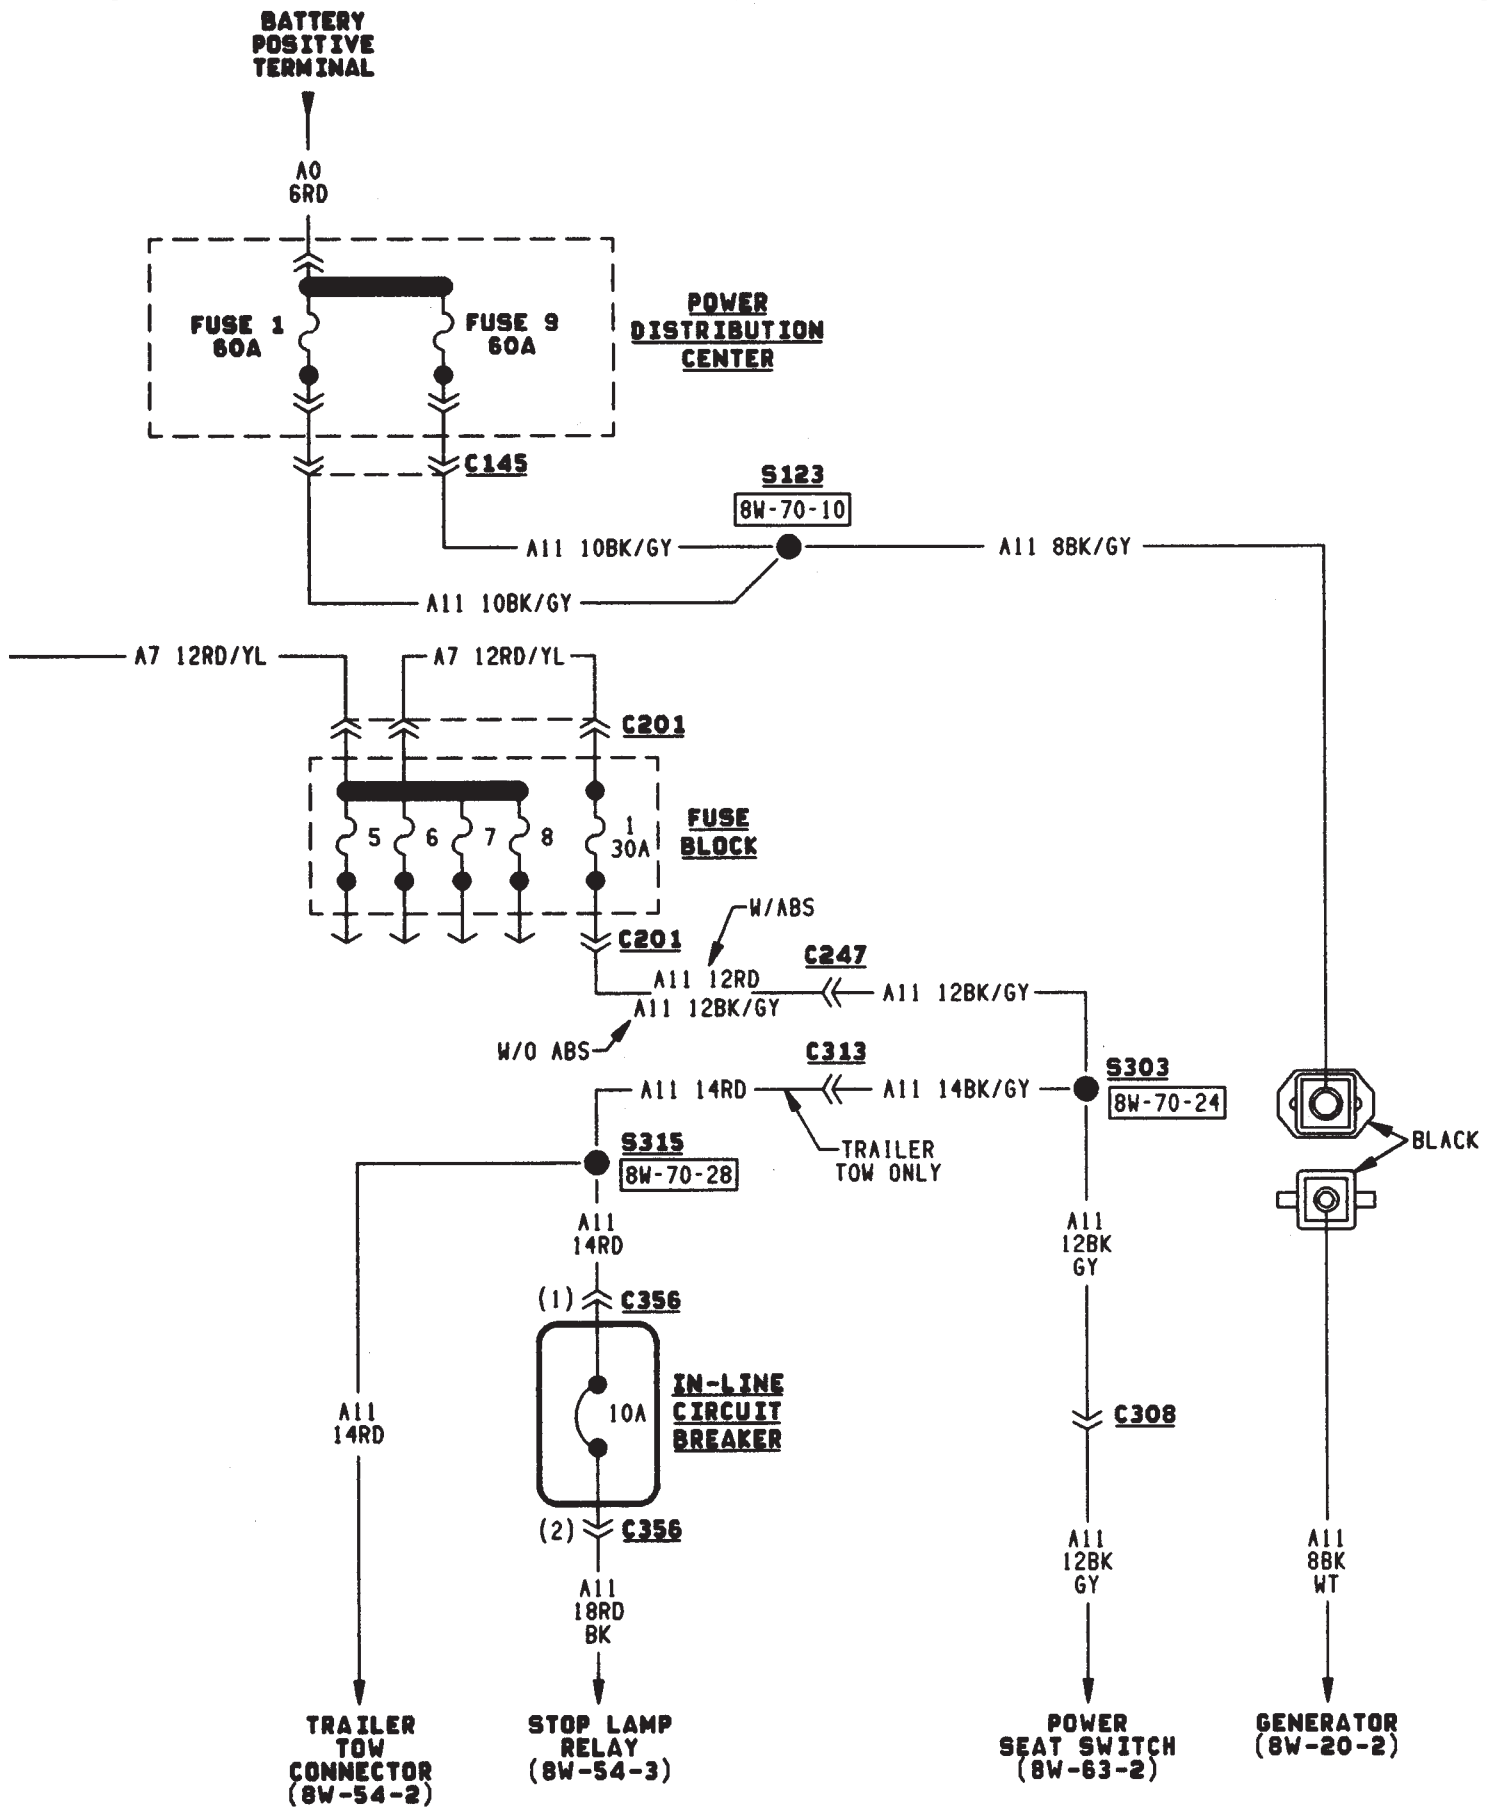 BATTERY
POSITIVE
TERMINAL
A0
6RD
FUSE 1
60A
FUSE 9
60A
POWER
DISTRIBUTION
CENTER
C145
S123
8W-70-10
A11 10BK/GY
A11 8BK/GY
A11 10BK/GY
A7 12RD/YL
A7 12RD/YL
C201
5
6
7
8
1
30A
FUSE
BLOCK
W/ABS
C201
C247
A11 12RD
A11 12BK/GY
A11 12BK/GY
W/O ABS
C313
S303
8W-70-24
A11 14RD
A11 14BK/GY
BLACK
TRAILER
TOW ONLY
S315
8W-70-28
A11
14RD
A11
12BK
GY
(1)
C356
IN-LINE
CIRCUIT
BREAKER
10A
A11
14RD
C308
(2)
C356
A11
18RD
BK
A11
12BK
GY
A11
8BK
WT
TRAILER
TOW
CONNECTOR
(8W-54-2)
STOP LAMP
RELAY
(8W-54-3)
POWER
SEAT SWITCH
(8W-63-2)
GENERATOR
(8W-20-2)